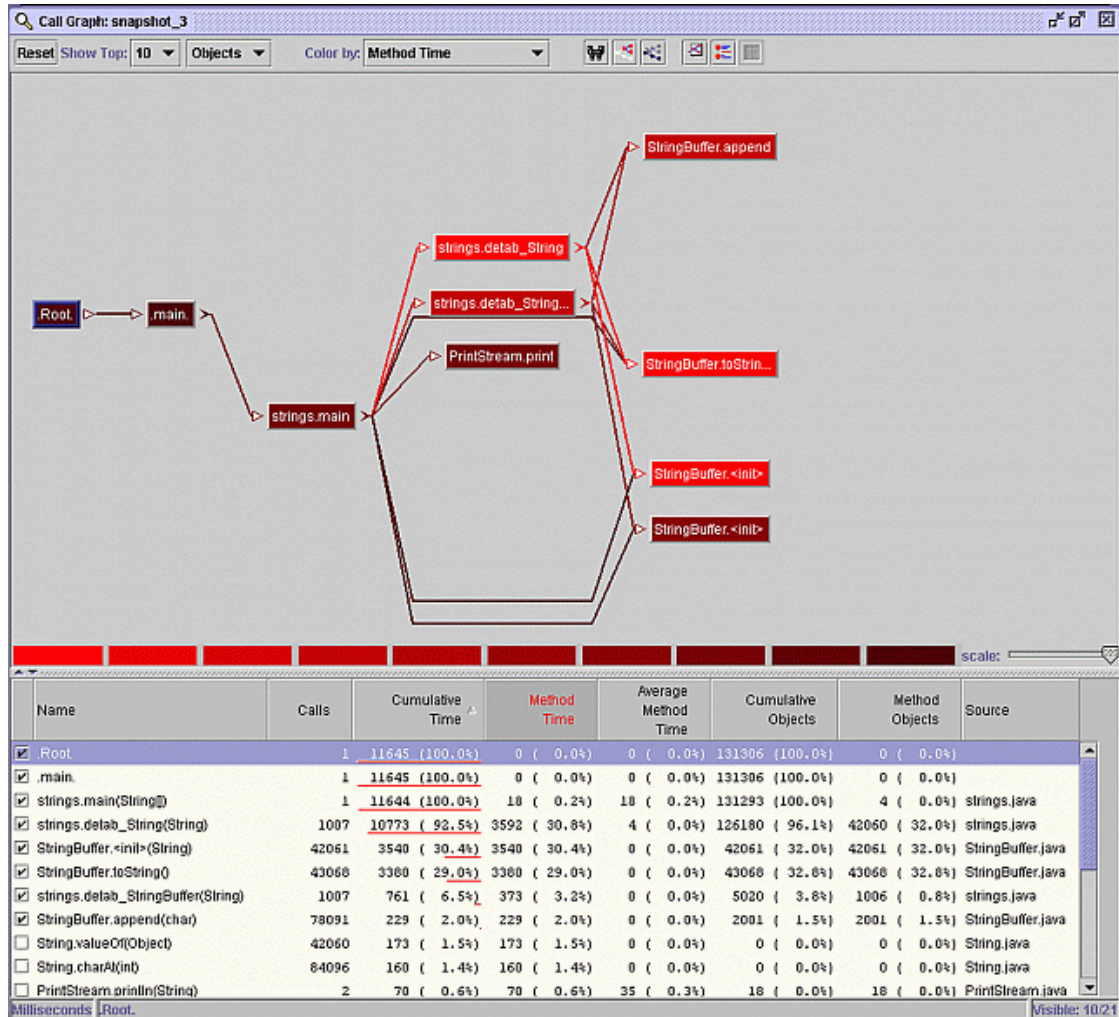 Call Graph: snapshot_3
Reset Show Top: 10 Objects Color by: Method Time
StringBuffer.append
strings.detab_String
strings.detab_String...
.Root.
.main.
PrintStream.print
StringBuffer.toStrin...
strings.main
StringBuffer.<init>
StringBuffer.<init>
scale:
Name Calls Cumulative Time Method Time Average Method Time Cumulative Objects Method Objects Source
.Root. 1 11645 (100.0%) 0 ( 0.0%) 0 ( 0.0%) 131306 (100.0%) 0 ( 0.0%)
.main. 1 11645 (100.0%) 0 ( 0.0%) 0 ( 0.0%) 131306 (100.0%) 0 ( 0.0%)
strings.main(String[]) 1 11644 (100.0%) 18 ( 0.2%) 18 ( 0.2%) 131293 (100.0%) 4 ( 0.0%) strings.java
strings.detab_String(String) 1007 10773 ( 92.5%) 3592 ( 30.8%) 4 ( 0.0%) 126180 ( 96.1%) 42060 ( 32.0%) strings.java
StringBuffer.<init>(String) 42061 3540 ( 30.4%) 3540 ( 30.4%) 0 ( 0.0%) 42061 ( 32.0%) 42061 ( 32.0%) StringBuffer.java
StringBuffer.toString() 43068 3380 ( 29.0%) 3380 ( 29.0%) 0 ( 0.0%) 43068 ( 32.8%) 43068 ( 32.8%) StringBuffer.java
strings.detab_StringBuffer(String) 1007 761 ( 6.5%) 373 ( 3.2%) 0 ( 0.0%) 5020 ( 3.8%) 1006 ( 0.8%) strings.java
StringBuffer.append(char) 78091 229 ( 2.0%) 229 ( 2.0%) 0 ( 0.0%) 2001 ( 1.5%) 2001 ( 1.5%) StringBuffer.java
String.valueOf(Object) 42060 173 ( 1.5%) 173 ( 1.5%) 0 ( 0.0%) 0 ( 0.0%) 0 ( 0.0%) String.java
String.charAt(int) 84096 160 ( 1.4%) 160 ( 1.4%) 0 ( 0.0%) 0 ( 0.0%) 0 ( 0.0%) String.java
PrintStream.println(String) 2 70 ( 0.6%) 70 ( 0.6%) 35 ( 0.3%) 18 ( 0.0%) 18 ( 0.0%) PrintStream.java
Milliseconds .Root. Visible: 10/21